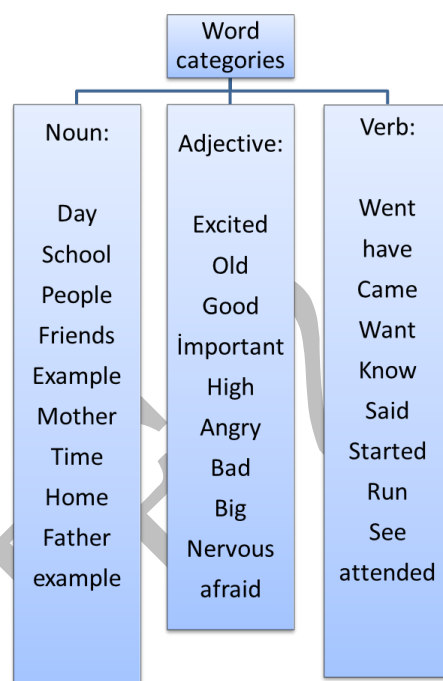 Word
categories
Noun:
Day
School
People
Friends
Example
Mother
Time
Home
Father
example
Adjective:
Excited
Old
Good
İmportant
High
Angry
Bad
Big
Nervous
afraid
Verb:
Went
have
Came
Want
Know
Said
Started
Run
See
attended